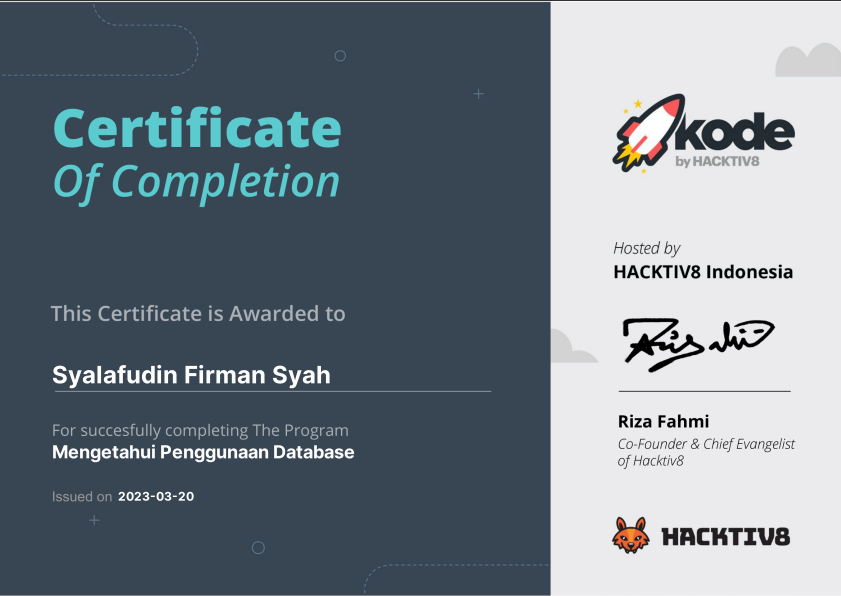 Certificate
Of Completion
This Certificate is Awarded to
Syalafudin Firman Syah
For succesfully completing The Program
Mengetahui Penggunaan Database
Issued on 2023-03-20
kode
by HACKTIV8
Hosted by
HACKTIV8 Indonesia
Riza Fahmi
Co-Founder & Chief Evangelist
of Hacktiv8
HACKTIV8